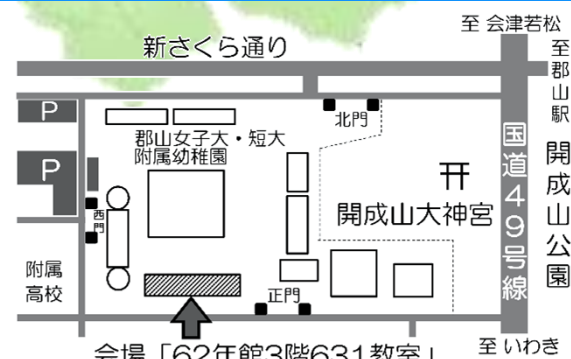 至 会津若松
新さくら通り
至郡山駅
P
北門
郡山女子大・短大
附属幼稚園
国道49号線
開成山公園
P
開成山大神宮
西門
附属
高校
正門
会場「62年館3階631教室」
至 いわき